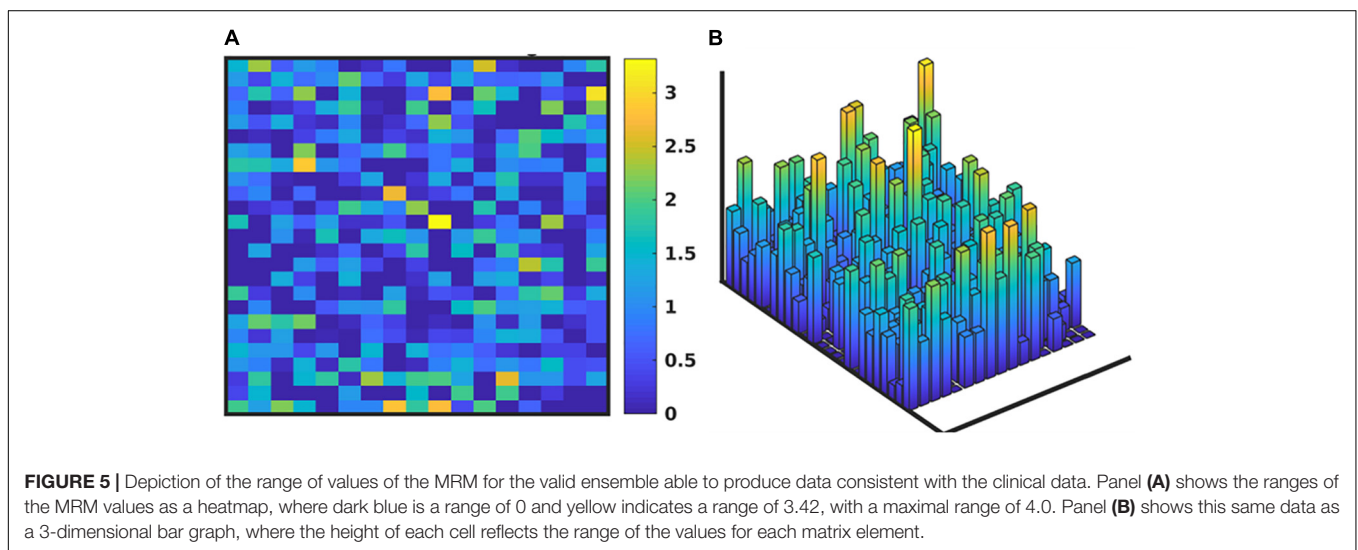 A
B
3
2.5
2
1.5
1
0.5
0
FIGURE 5 | Depiction of the range of values of the MRM for the valid ensemble able to produce data consistent with the clinical data. Panel (A) shows the ranges of
the MRM values as a heatmap, where dark blue is a range of 0 and yellow indicates a range of 3.42, with a maximal range of 4.0. Panel (B) shows this same data as
a 3-dimensional bar graph, where the height of each cell reflects the range of the values for each matrix element.